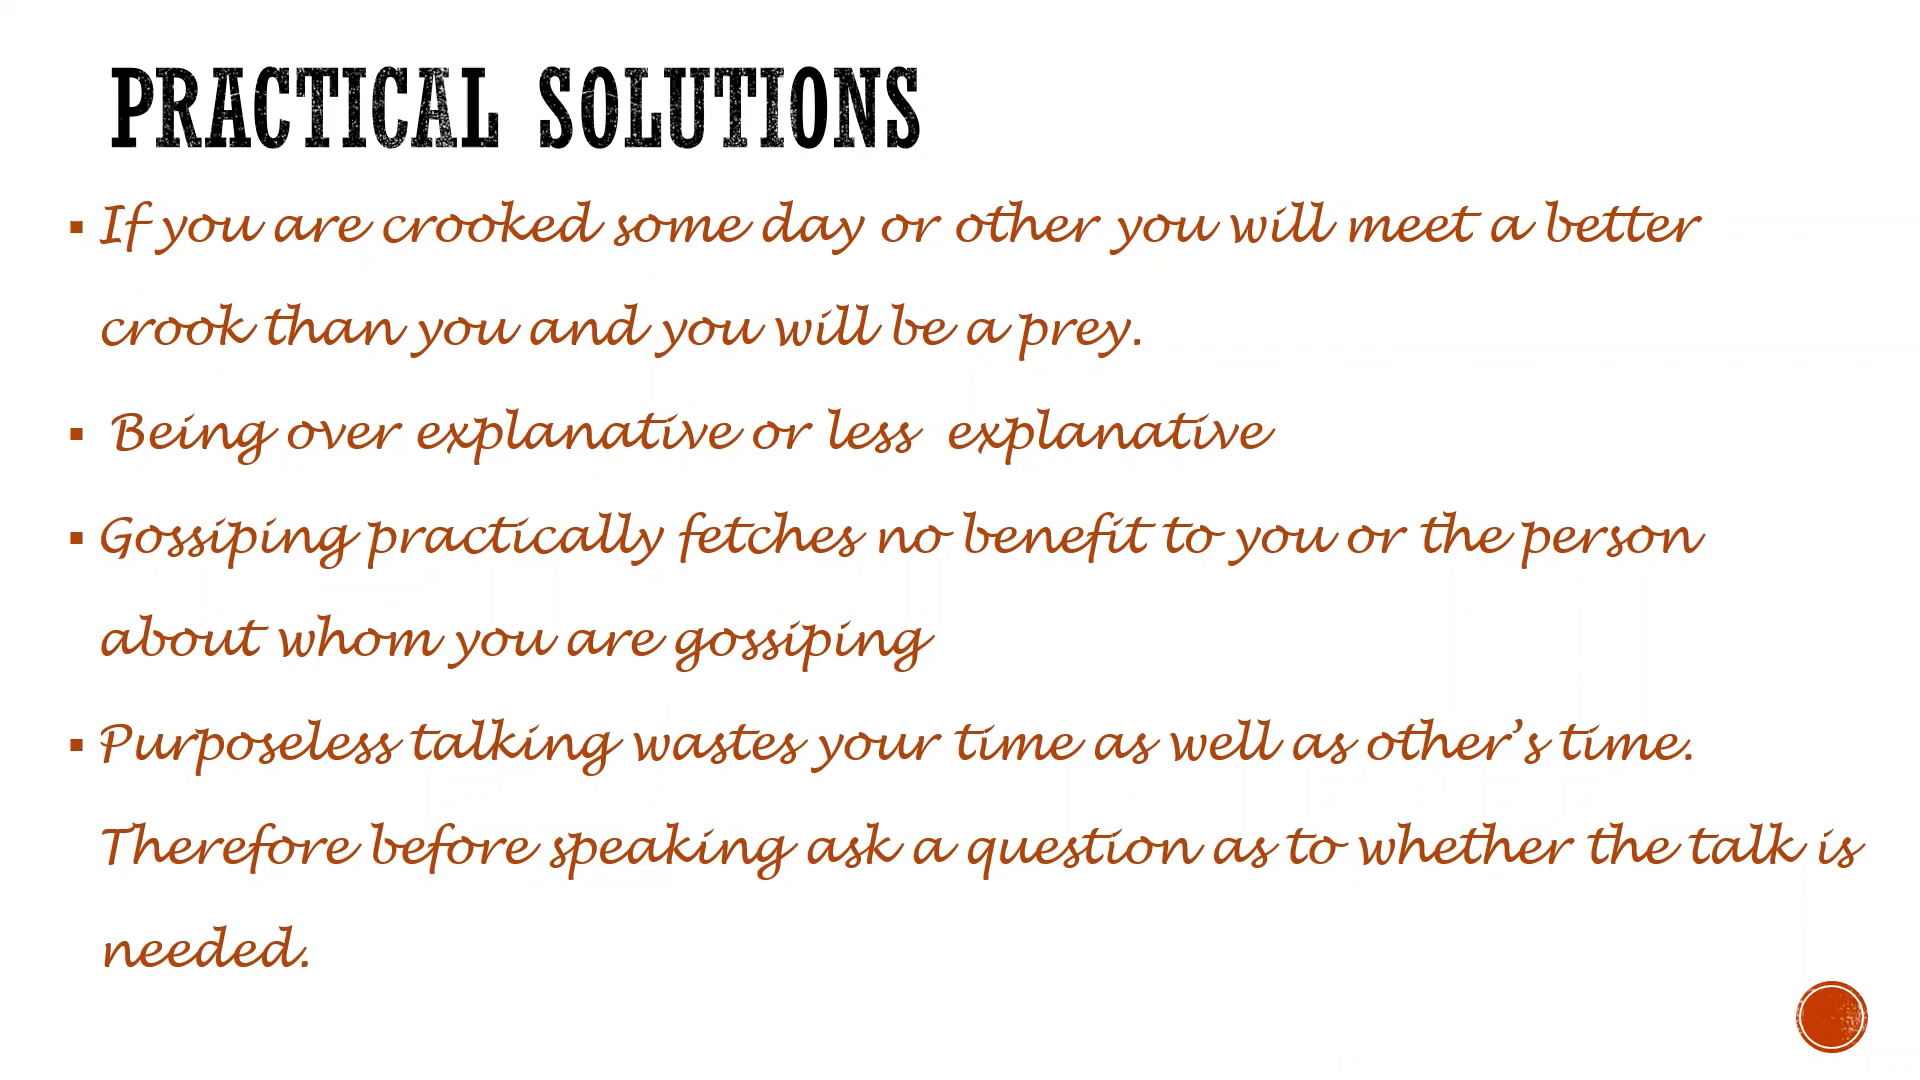 PRACTICAL SOLUTIONS
▪ If you are crooked some day or other you will meet a better
crook than you and you will be a prey.
▪ Being over explanative or less explanative
▪ Gossiping practically fetches no benefit to you or the person
about whom you are gossiping
▪ Purposeless talking wastes your time as well as other’s time.
Therefore before speaking ask a question as to whether the talk is
needed.